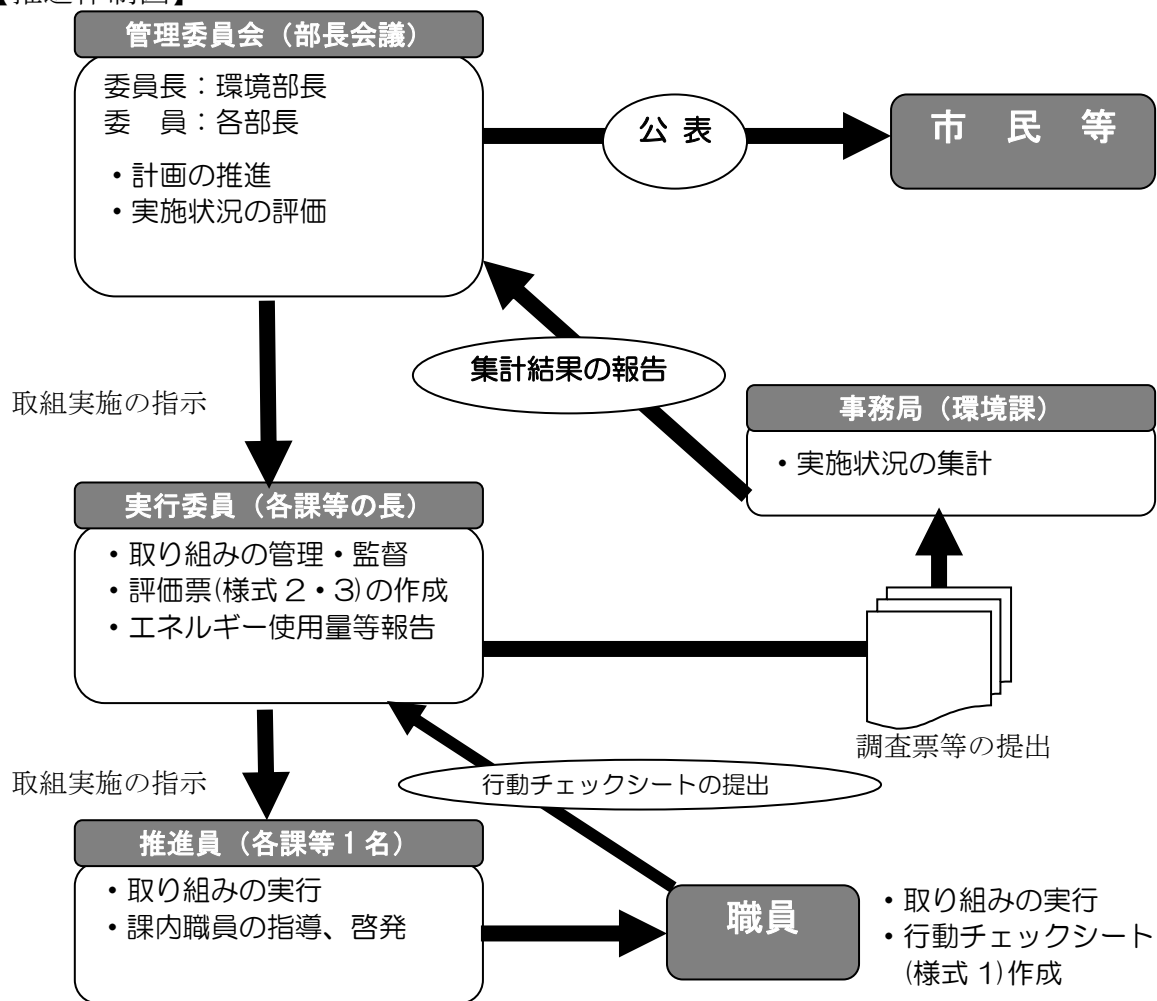 【推進体制図】
管理委員会（部長会議）
委員長：環境部長
委　員：各部長
・計画の推進
・実施状況の評価
公 表
市　民　等
集計結果の報告
取組実施の指示
事務局（環境課）
・実施状況の集計
実行委員（各課等の長）
・取り組みの管理・監督
・評価票(様式２・３)の作成
・エネルギー使用量等報告
調査票等の提出
取組実施の指示
行動チェックシートの提出
推進員（各課等１名）
・取り組みの実行
・課内職員の指導、啓発
職員
・取り組みの実行
・行動チェックシート
(様式 1)作成